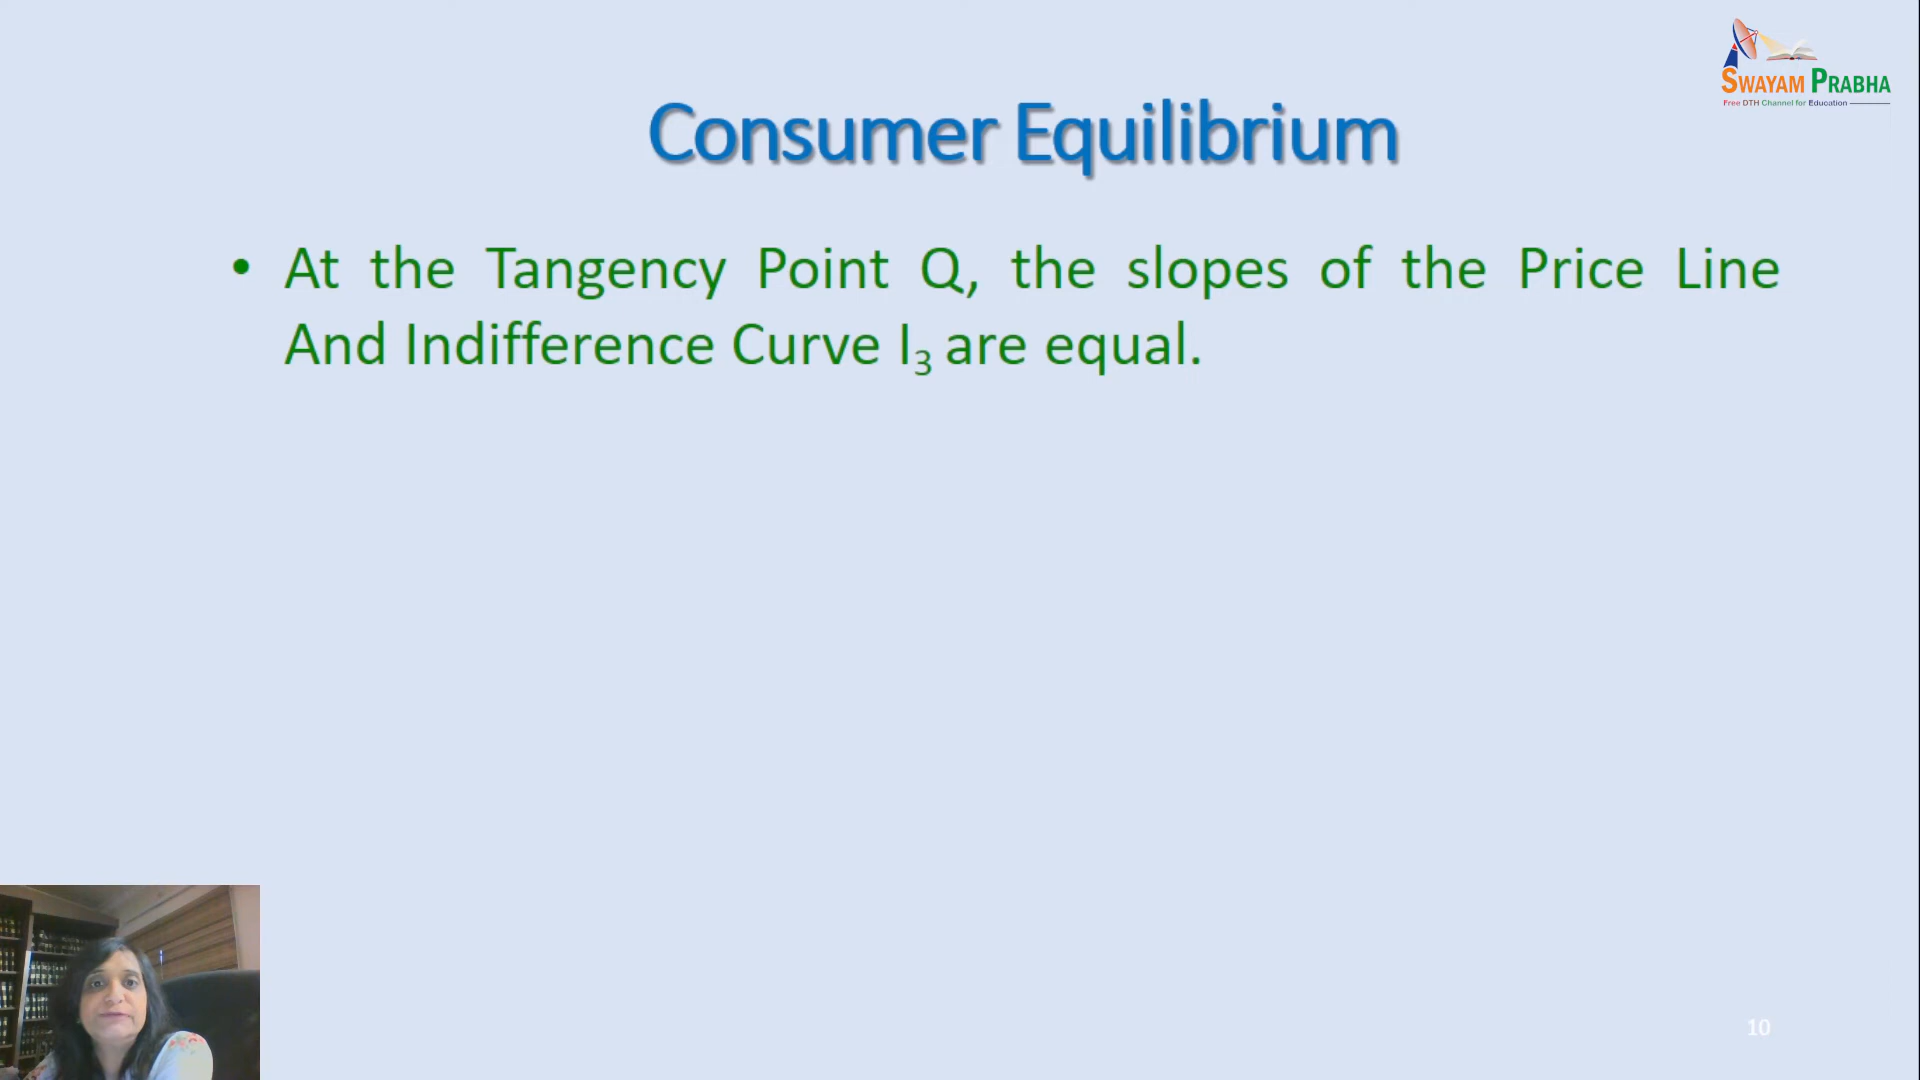 SWAYAM PRABHA
Free DTH Channel for Education
Consumer Equilibrium
• At the Tangency Point Q, the slopes of the Price Line
And Indifference Curve I₃ are equal.
10